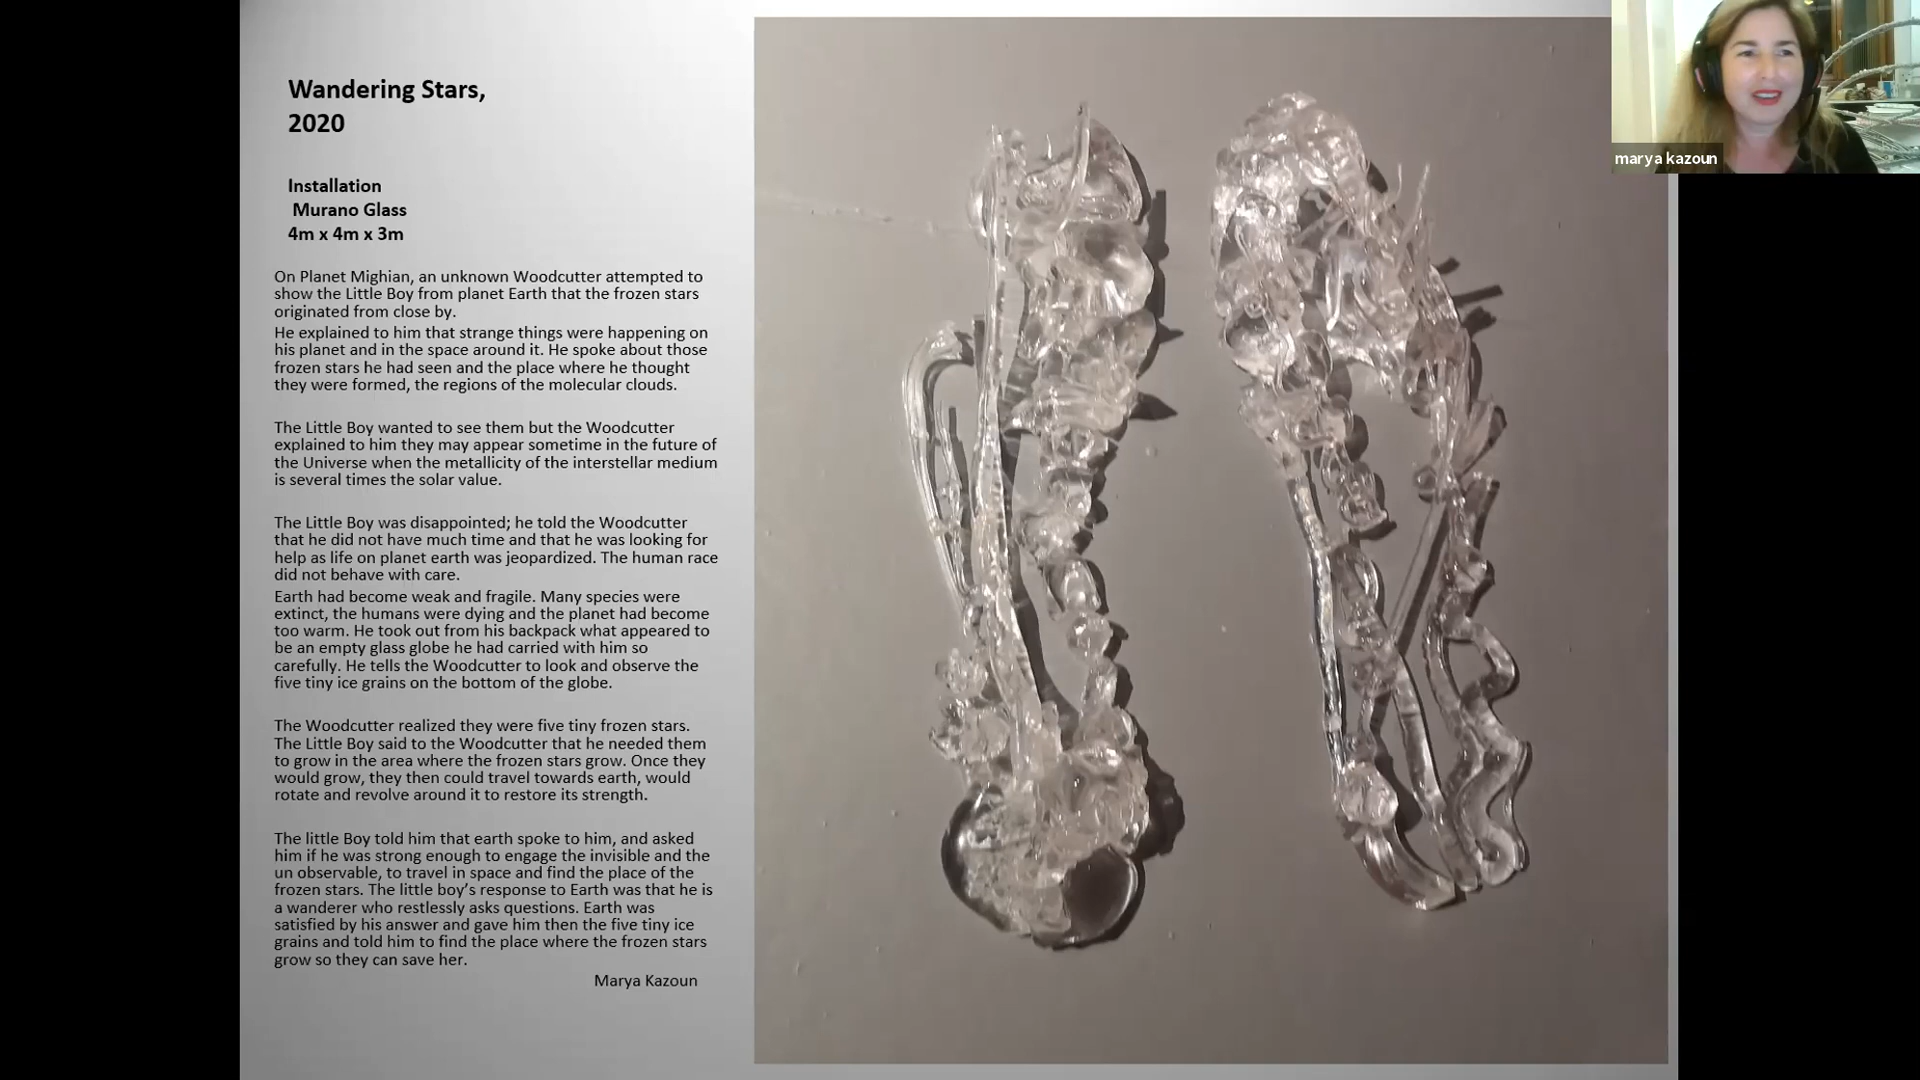 Wandering Stars,
2020
Installation
Murano Glass
4m x 4m x 3m
On Planet Mighian, an unknown Woodcutter attempted to
show the Little Boy from planet Earth that the frozen stars
originated from close by.
He explained to him that strange things were happening on
his planet and in the space around it. He spoke about those
frozen stars he had seen and the place where he thought
they were formed, the regions of the molecular clouds.
The Little Boy wanted to see them but the Woodcutter
explained to him they may appear sometime in the future of
the Universe when the metallicity of the interstellar medium
is several times the solar value.
The Little Boy was disappointed; he told the Woodcutter
that he did not have much time and that he was looking for
help as life on planet earth was jeopardized. The human race
did not behave with care.
Earth had become weak and fragile. Many species were
extinct, the humans were dying and the planet had become
too warm. He took out from his backpack what appeared to
be an empty glass globe he had carried with him so
carefully. He tells the Woodcutter to look and observe the
five tiny ice grains on the bottom of the globe.
The Woodcutter realized they were five tiny frozen stars.
The Little Boy said to the Woodcutter that he needed them
to grow in the area where the frozen stars grow. Once they
would grow, they then could travel towards earth, would
rotate and revolve around it to restore its strength.
The little Boy told him that earth spoke to him, and asked
him if he was strong enough to engage the invisible and the
un observable, to travel in space and find the place of the
frozen stars. The little boy’s response to Earth was that he is
a wanderer who restlessly asks questions. Earth was
satisfied by his answer and gave him then the five tiny ice
grains and told him to find the place where the frozen stars
grow so they can save her.
Marya Kazoun
marya kazoun